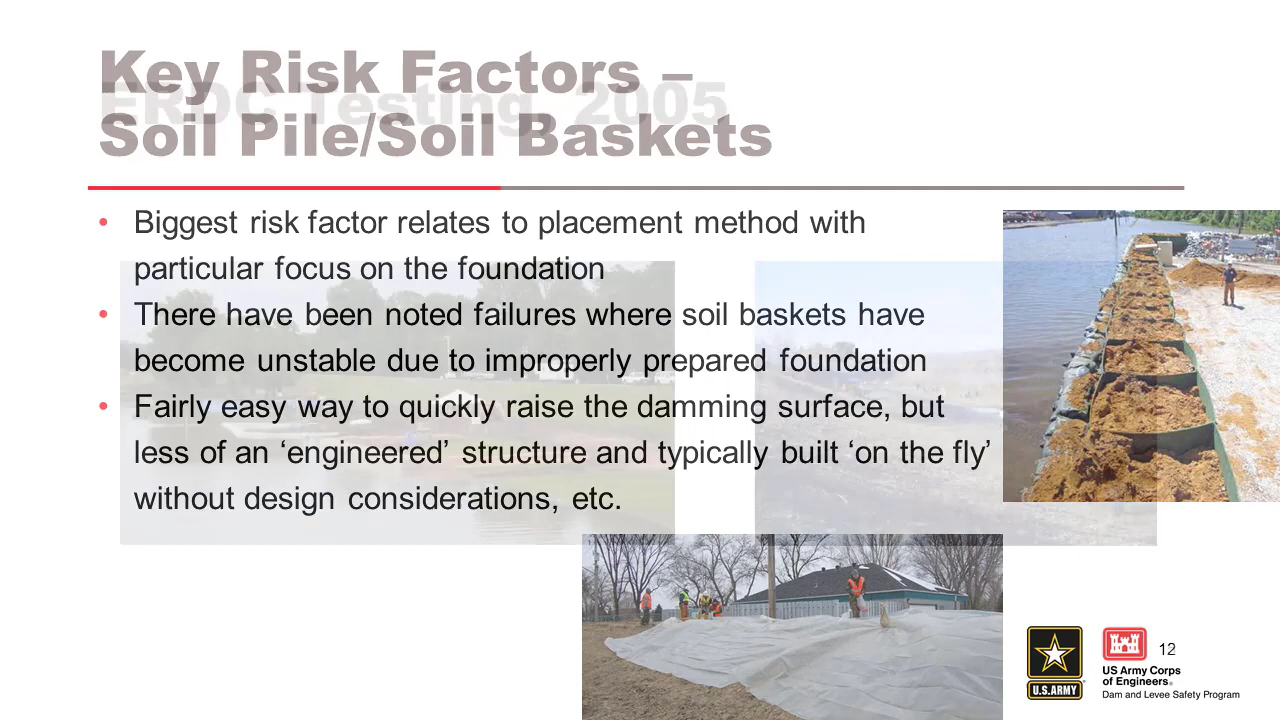 Key Risk Factors –
ERDC Testing, 2005
Soil Pile/Soil Baskets
• Biggest risk factor relates to placement method with
particular focus on the foundation
• There have been noted failures where soil baskets have
become unstable due to improperly prepared foundation
• Fairly easy way to quickly raise the damming surface, but
less of an ‘engineered’ structure and typically built ‘on the fly’
without design considerations, etc.
U.S.ARMY
12
US Army Corps
of Engineers®
Dam and Levee Safety Program